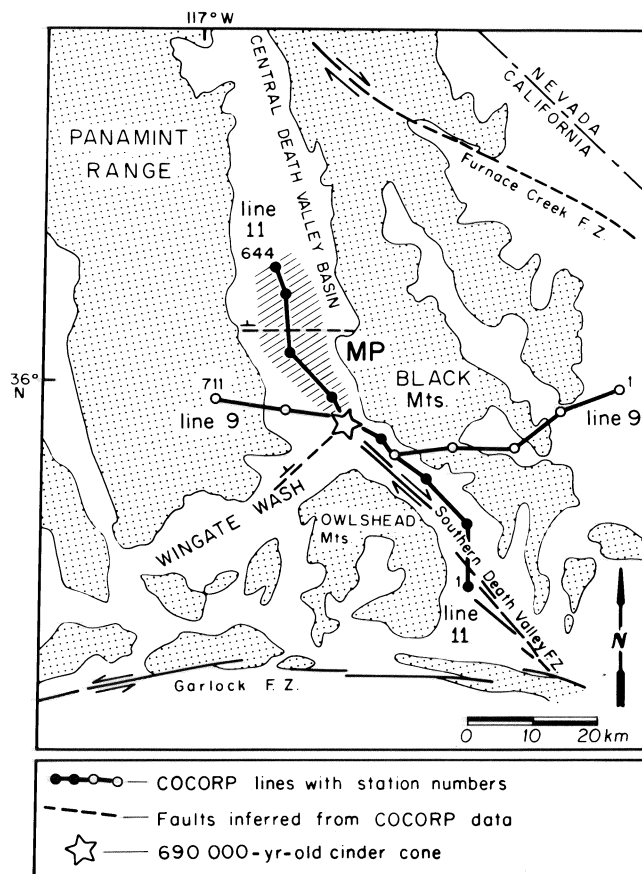 117° W
CENTRAL DEATH VALLEY BASIN
NEVADA
CALIFORNIA
PANAMINT
RANGE
Furnace Creek F.Z.
line
11
644
MP
36°
N
711
BLACK
Mts.
1
line 9
line 9
WINGATE WASH
OWLSHEAD
Mts
Southern Death Valley F.Z.
1
line
11
N
Garlock F.Z.
0 10 20 km
COCORP lines with station numbers
Faults inferred from COCORP data
690 000-yr-old cinder cone